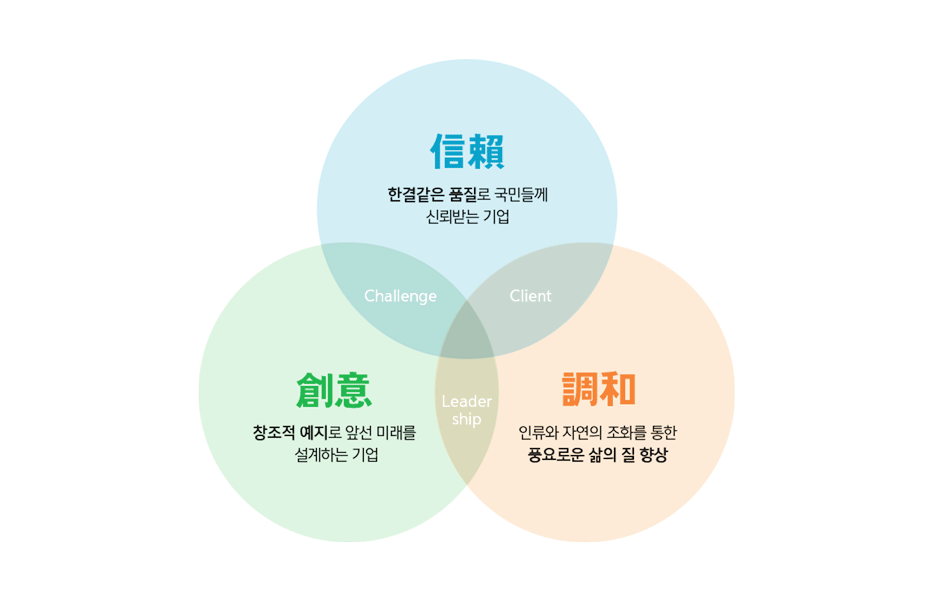 信賴
한결같은 품질로 국민들께
신뢰받는 기업
Challenge
Client
創意
창조적 예지로 앞선 미래를
설계하는 기업
Leader
ship
調和
인류와 자연의 조화를 통한
풍요로운 삶의 질 향상